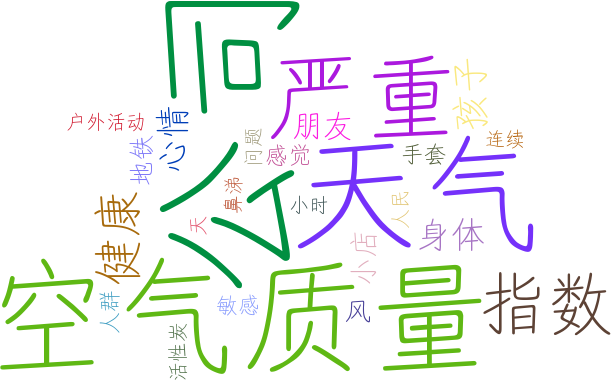 公司
严重
孩子
户外活动
心情
朋友
连续
地铁
问题
感觉
手套
天气
健康
天
鼻涕
小时
人民
身体
小店
空气质量
指数
人群
敏感
风
活性炭